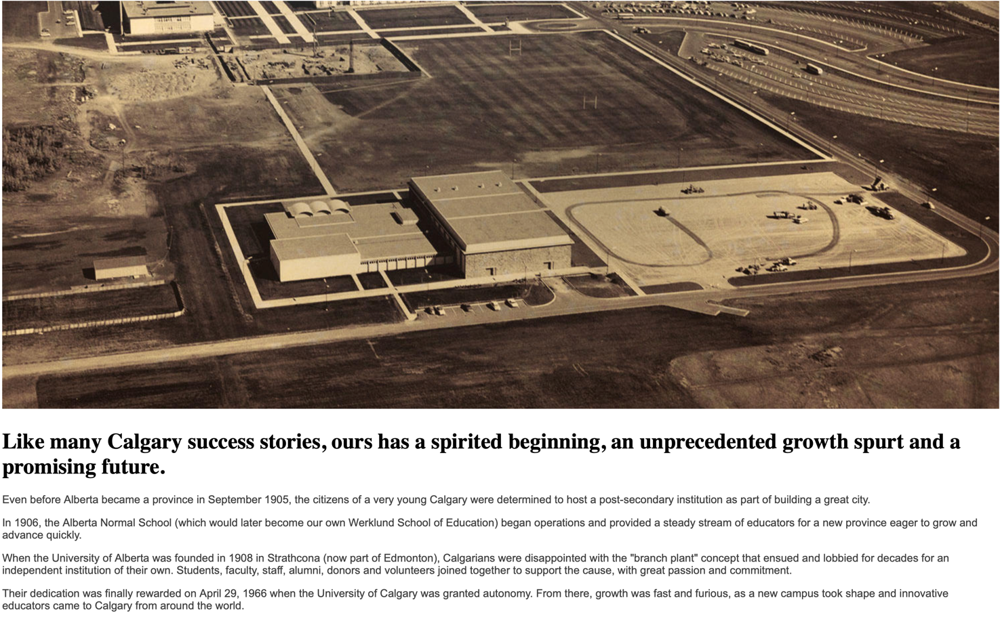 Like many Calgary success stories, ours has a spirited beginning, an unprecedented growth spurt and a
promising future.
Even before Alberta became a province in September 1905, the citizens of a very young Calgary were determined to host a post-secondary institution as part of building a great city.
In 1906, the Alberta Normal School (which would later become our own Werklund School of Education) began operations and provided a steady stream of educators for a new province eager to grow and
advance quickly.
When the University of Alberta was founded in 1908 in Strathcona (now part of Edmonton), Calgarians were disappointed with the "branch plant" concept that ensued and lobbied for decades for an
independent institution of their own. Students, faculty, staff, alumni, donors and volunteers joined together to support the cause, with great passion and commitment.
Their dedication was finally rewarded on April 29, 1966 when the University of Calgary was granted autonomy. From there, growth was fast and furious, as a new campus took shape and innovative
educators came to Calgary from around the world.